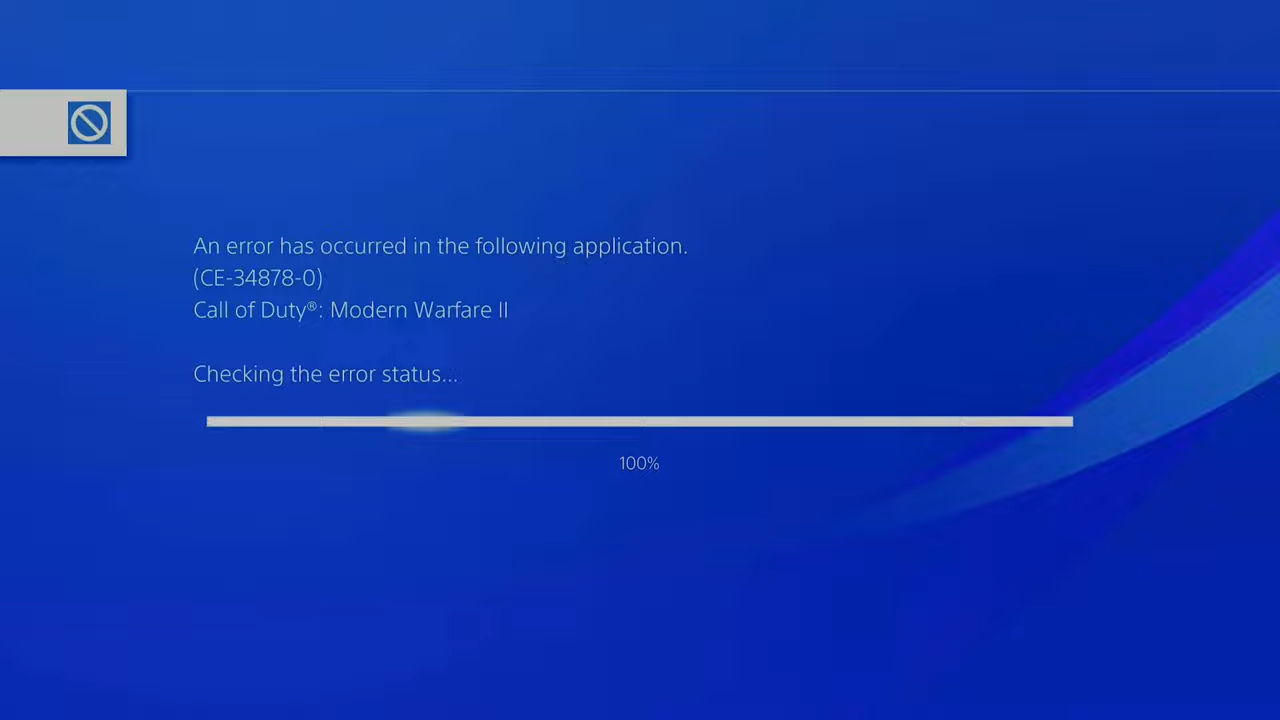 An error has occurred in the following application.
(CE-34878-0)
Call of Duty®: Modern Warfare II
Checking the error status...
100%